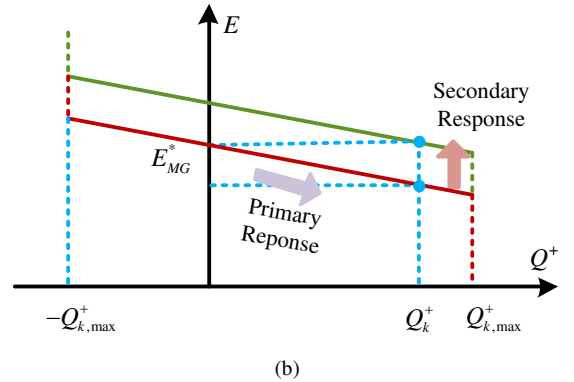 E
Secondary
Response
E*MG
Primary
Reponse
Q+
−Q+k,max
Q+k
Q+k,max
(b)